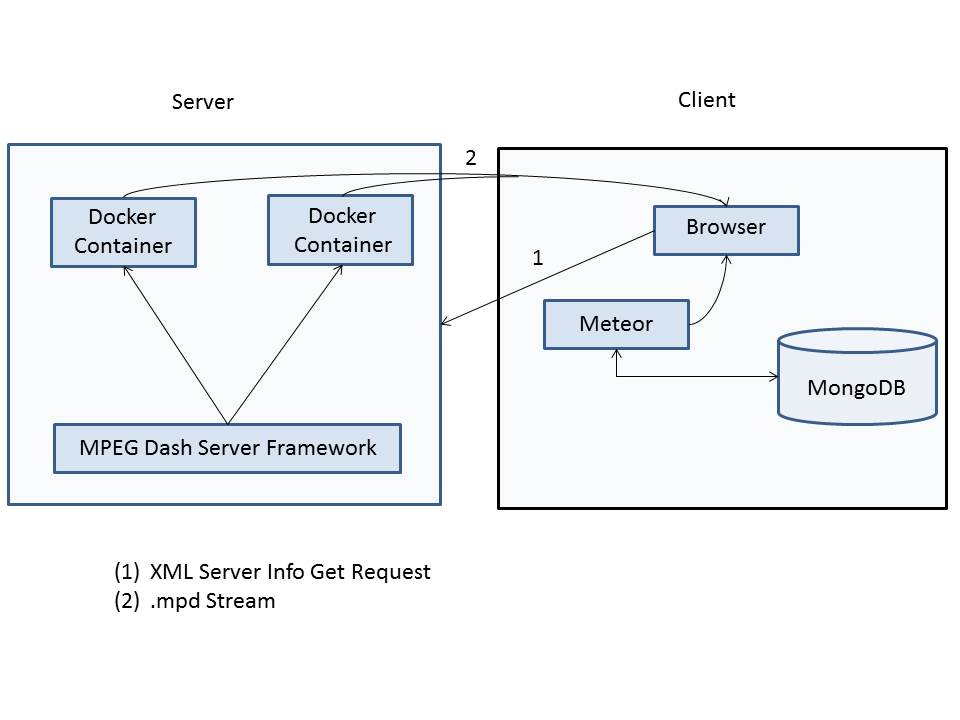 Server
Client
2
Docker
Container
Docker
Container
Browser
1
Meteor
MongoDB
MPEG Dash Server Framework
(1) XML Server Info Get Request
(2) .mpd Stream